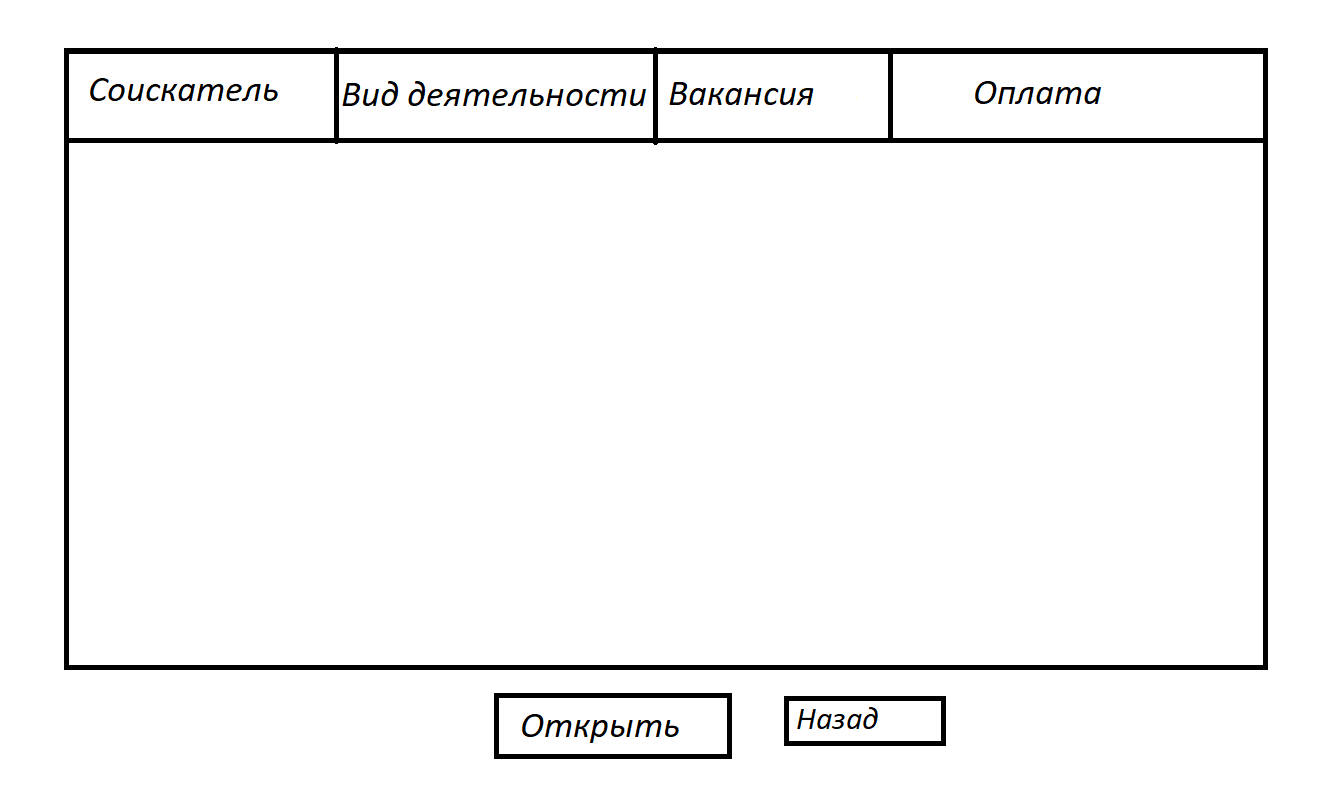 Соискатель
Вид деятельности
Вакансия
Оплата
Открыть
Назад